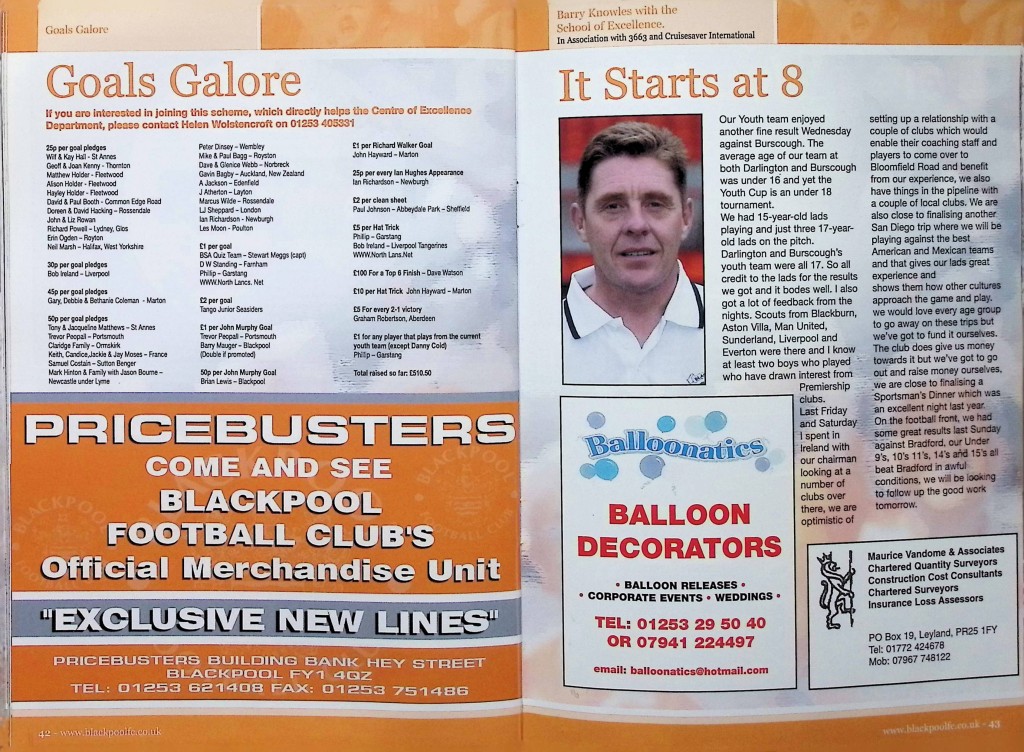 Goals Galore
Goals Galore
If you are interested in joining this scheme, which directly helps the Centre of Excellence
Department, please contact Helen Wolstencroft on 01253 405331
25p per goal pledges
Wilf & Kay Hall - St Annes
Geoff & Joan Kenny - Thornton
Matthew Holder - Fleetwood
Alison Holder - Fleetwood
Hayley Holder - Fleetwood
David & Paul Booth - Common Edge Road
Doreen & David Hacking – Rossendale
John & Liz Rowan
Richard Powell – Lydney, Glos
Erin Ogden – Royton
Neil Marsh – Halifax, West Yorkshire
30p per goal pledges
Bob Ireland – Liverpool
45p per goal pledges
Gary, Debbie & Bethanie Coleman - Marton
50p per goal pledges
Tony & Jacqueline Matthews – St Annes
Trevor Peopall - Portsmouth
Claridge Family – Ormskirk
Keith, Candice,Jackie & Jay Moses – France
Samuel Costain - Sutton Benger
Mark Hinton & Family with Jason Bourne –
Newcastle under Lyme
Peter Dinsey – Wembley
Mike & Paul Bagg – Royston
Dave & Glenice Webb – Norbreck
Gavin Bagby – Auckland, New Zealand
A Jackson – Edenfield
J Atherton – Layton
Marcus Wilde – Rossendale
LJ Sheppard – London
Ian Richardson - Newburgh
Les Moon - Poulton
£1 per goal
BSA Quiz Team – Stewart Meggs (capt)
D W Standing – Farnham
Philip – Garstang
WWW.North Lancs. Net
£2 per goal
Tango Junior Seasiders
£1 per John Murphy Goal
Trevor Peopall – Portsmouth
Barry Mauger – Blackpool
(Double if promoted)
50p per John Murphy Goal
Brian Lewis – Blackpool
£1 per Richard Walker Goal
John Hayward – Marton
25p per every Ian Hughes Appearance
Ian Richardson – Newburgh
£2 per clean sheet
Paul Johnson – Abbeydale Park – Sheffield
£5 per Hat Trick
Philip – Garstang
Bob Ireland – Liverpool Tangerines
WWW.North Lans.Net
£100 For a Top 6 Finish – Dave Watson
£10 per Hat Trick John Hayward – Marton
£5 For every 2-1 victory
Graham Robertson, Aberdeen
£1 for any player that plays from the current
youth team (except Danny Cold)
Philip – Garstang
Total raised so far: £510.50
PRICEBUSTERS
COME AND SEE
BLACKPOOL
FOOTBALL CLUB'S
Official Merchandise Unit
"EXCLUSIVE NEW LINES"
PRICEBUSTERS BUILDING BANK HEY STREET
BLACKPOOL FY1 4QZ
TEL: 01253 621408 FAX: 01253 751486
42 - www.blackpoolfc.co.uk
Barry Knowles with the
School of Excellence.
In Association with 3663 and Cruisesaver International
It Starts at 8
Our Youth team enjoyed
another fine result Wednesday
against Burscough. The
average age of our team at
both Darlington and Burscough
was under 16 and yet the
Youth Cup is an under 18
tournament.
We had 15-year-old lads
playing and just three 17-year-
old lads on the pitch.
Darlington and Burscough's
youth team were all 17. So all
credit to the lads for the results
we got and it bodes well. I also
got a lot of feedback from the
nights. Scouts from Blackburn,
Aston Villa, Man United,
Sunderland, Liverpool and
Everton were there and I know
at least two boys who played
who have drawn interest from
Premiership
clubs.
Last Friday
and Saturday
I spent in
Ireland with
our chairman
looking at a
number of
clubs over
there, we are
optimistic of
setting up a relationship with a
couple of clubs which would
enable their coaching staff and
players to come over to
Bloomfield Road and benefit
from our experience, we also
have things in the pipeline with
a couple of local clubs. We are
also close to finalising another
San Diego trip where we will be
playing against the best
American and Mexican teams
and that gives our lads great
experience and
shows them how other cultures
approach the game and play.
we would love every age group
to go away on these trips but
we've got to fund it ourselves.
The club does give us money
towards it but we've got to go
out and raise money ourselves,
we are close to finalising a
Sportsman's Dinner which was
an excellent night last year.
On the football front, we had
some great results last Sunday
against Bradford, our Under
9's, 10's 11's, 14's and 15's all
beat Bradford in awful
conditions, we will be looking
to follow up the good work
tomorrow.
Balloonatics
BALLOON
DECORATORS
• BALLOON RELEASES •
• CORPORATE EVENTS • WEDDINGS •
TEL: 01253 29 50 40
OR 07941 224497
email: balloonatics@hotmail.com
Maurice Vandome & Associates
Chartered Quantity Surveyors
Construction Cost Consultants
Chartered Surveyors
Insurance Loss Assessors
PO Box 19, Leyland, PR25 1FY
Tel: 01772 424678
Mob: 07967 748122
www.blackpoolfc.co.uk - 43